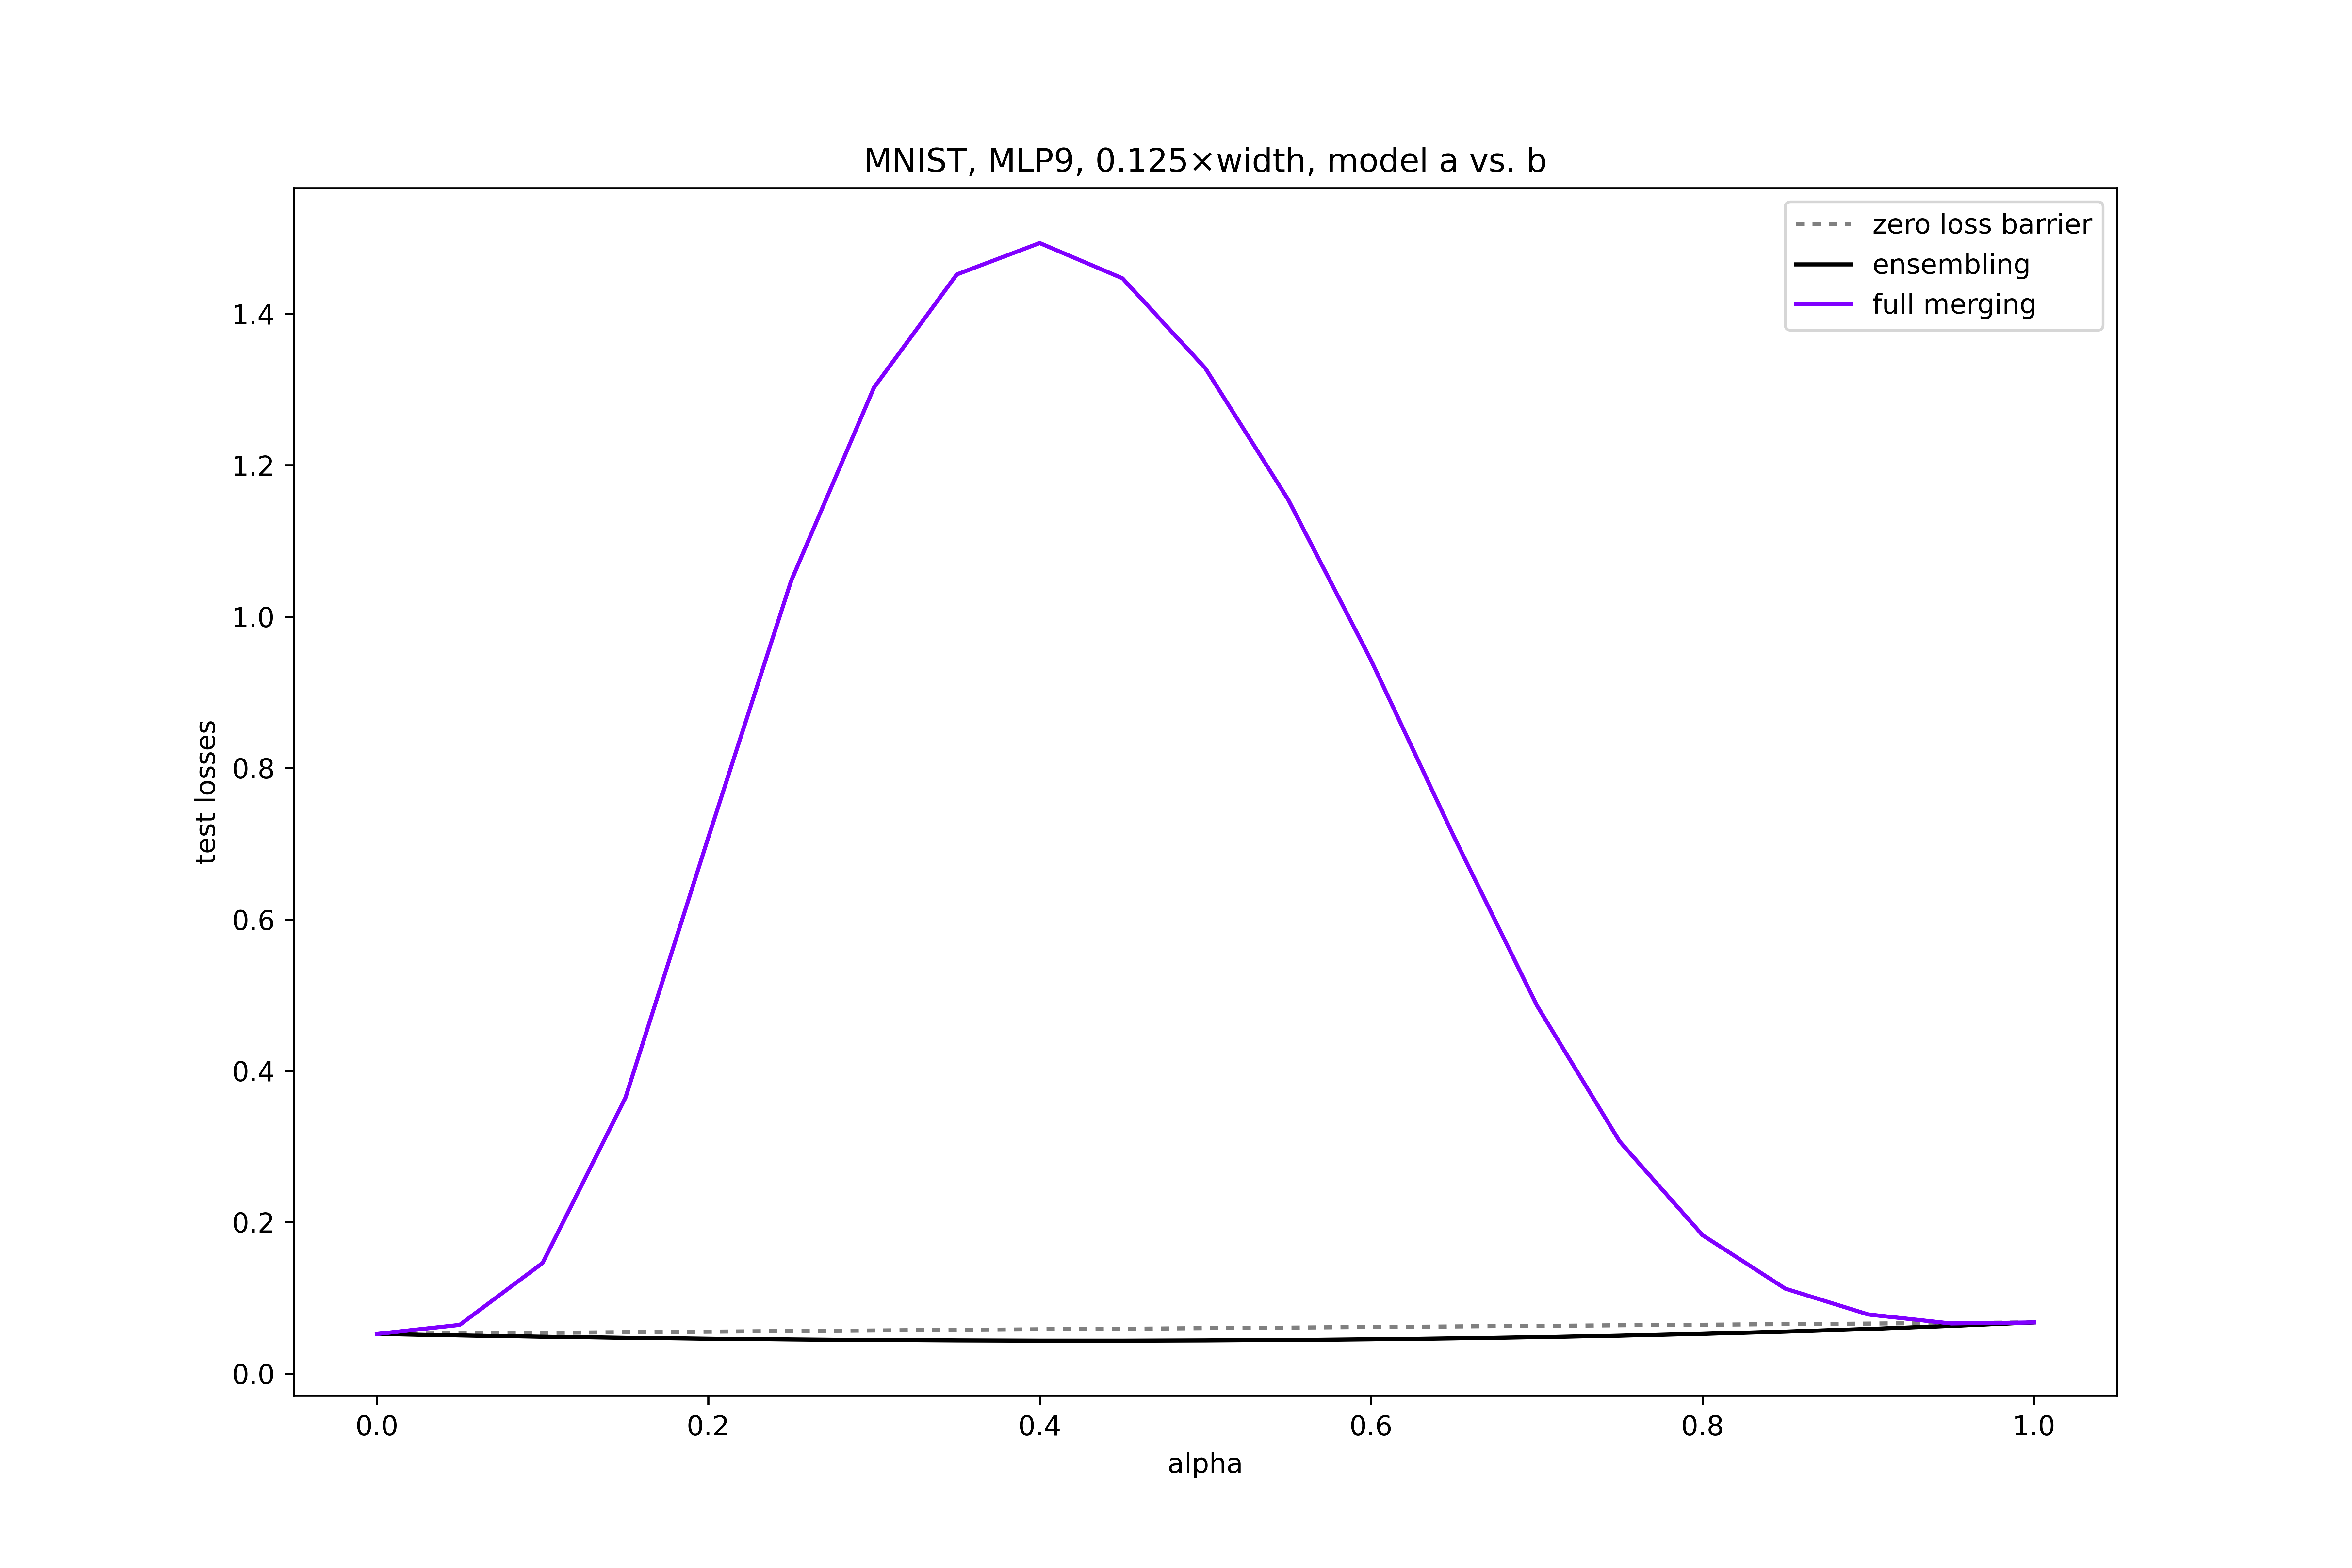 MNIST, MLP9, 0.125×width, model a vs. b
zero loss barrier
ensembling
full merging
1.4
1.2
1.0
0.8
0.6
0.4
0.2
0.0
test losses
0.0 0.2 0.4 0.6 0.8 1.0
alpha